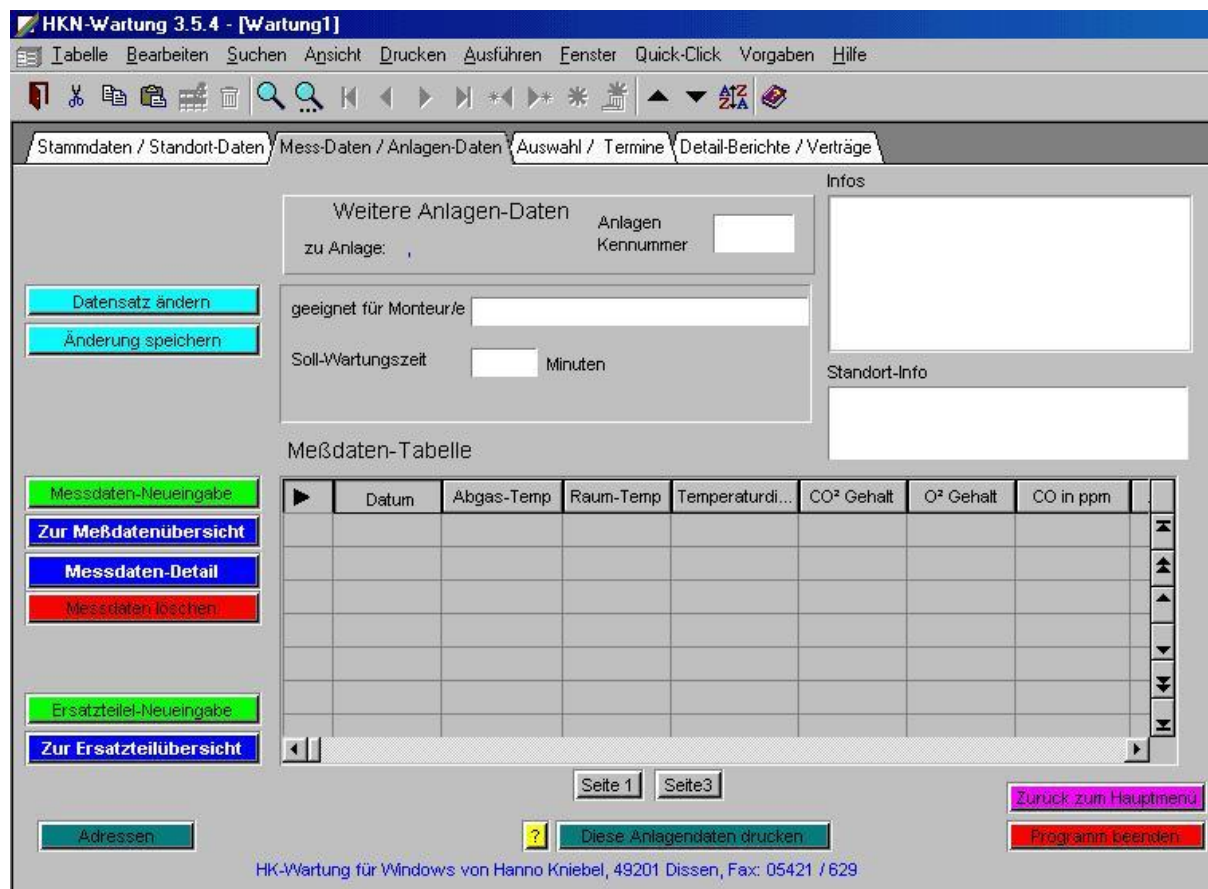 HKN-Wartung 3.5.4 - [Wartung1]
Tabelle Bearbeiten Suchen Ansicht Drucken Ausführen Fenster Quick-Click Vorgaben Hilfe
Stammdaten / Standort-Daten Mess-Daten / Anlagen-Daten Auswahl / Termine Detail-Berichte / Verträge
Infos
Weitere Anlagen-Daten
Anlagen
Kennummer
zu Anlage: ,
Datensatz ändern
Änderung speichern
geeignet für Monteur/e
Soll-Wartungszeit Minuten
Standort-Info
Meßdaten-Tabelle
Messdaten-Neueingabe
Datum Abgas-Temp Raum-Temp Temperaturdi... CO² Gehalt O² Gehalt CO in ppm
Zur Meßdatenübersicht
Messdaten-Detail
Messdaten löschen
Ersatzteilel-Neueingabe
Zur Ersatzteilübersicht
Seite 1 Seite3
Zurück zum Hauptmenü
Adressen ? Diese Anlagendaten drucken Programm beenden
HK-Wartung für Windows von Hanno Kniebel, 49201 Dissen, Fax: 05421 / 629